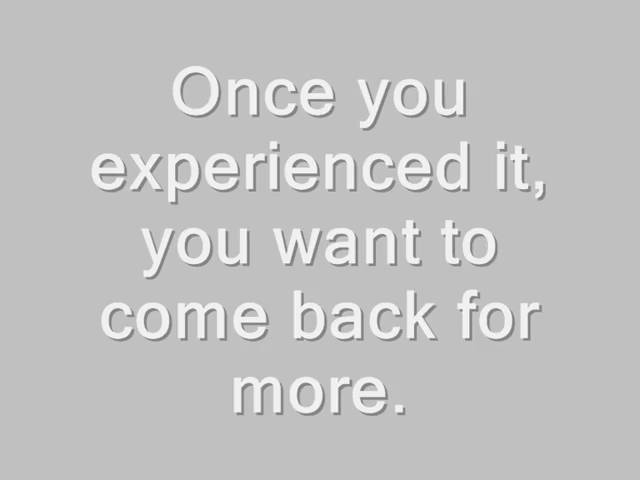 Once you
experienced it,
you want to
come back for
more.